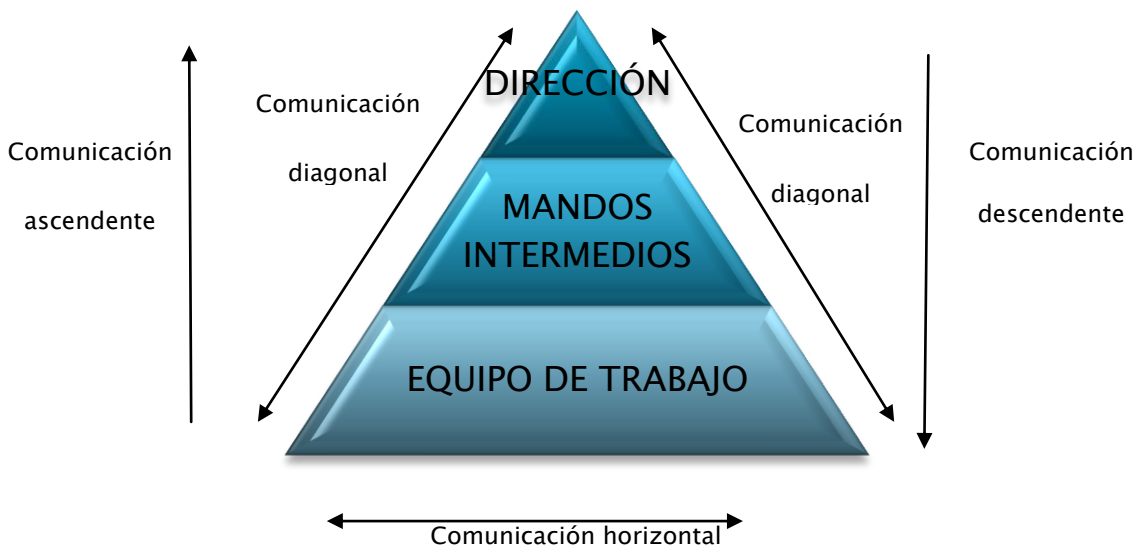 DIRECCIÓN
Comunicación
diagonal
Comunicación
diagonal
Comunicación
ascendente
Comunicación
descendente
MANDOS
INTERMEDIOS
EQUIPO DE TRABAJO
Comunicación horizontal